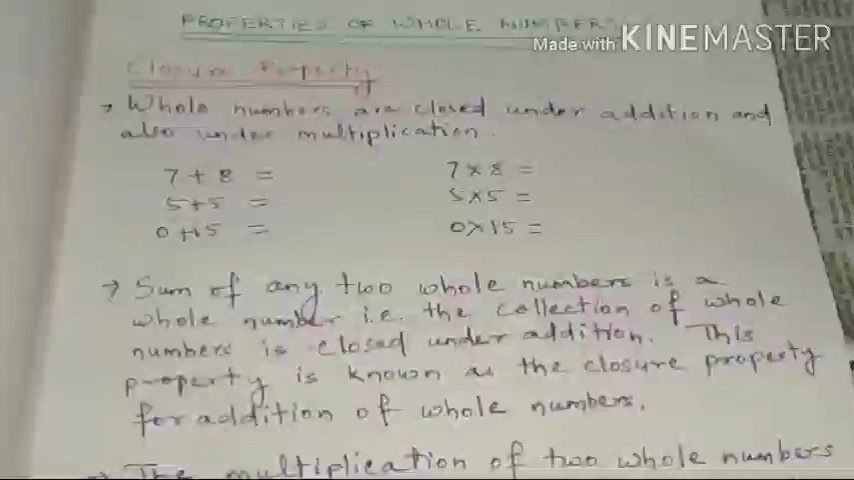 PROPERTIES OF WHOLE NUMBERS
Made with KINEMASTER
Closure Property
→ Whole numbers are closed under addition and
also under multiplication.
7 + 8 = 7 × 8 =
5 + 5 = 5 × 5 =
0 + 15 = 0 × 15 =
→ Sum of any two whole numbers is a
whole number i.e. the collection of whole
numbers is closed under addition. This
property is known as the closure property
for addition of whole numbers.
→ The multiplication of two whole numbers